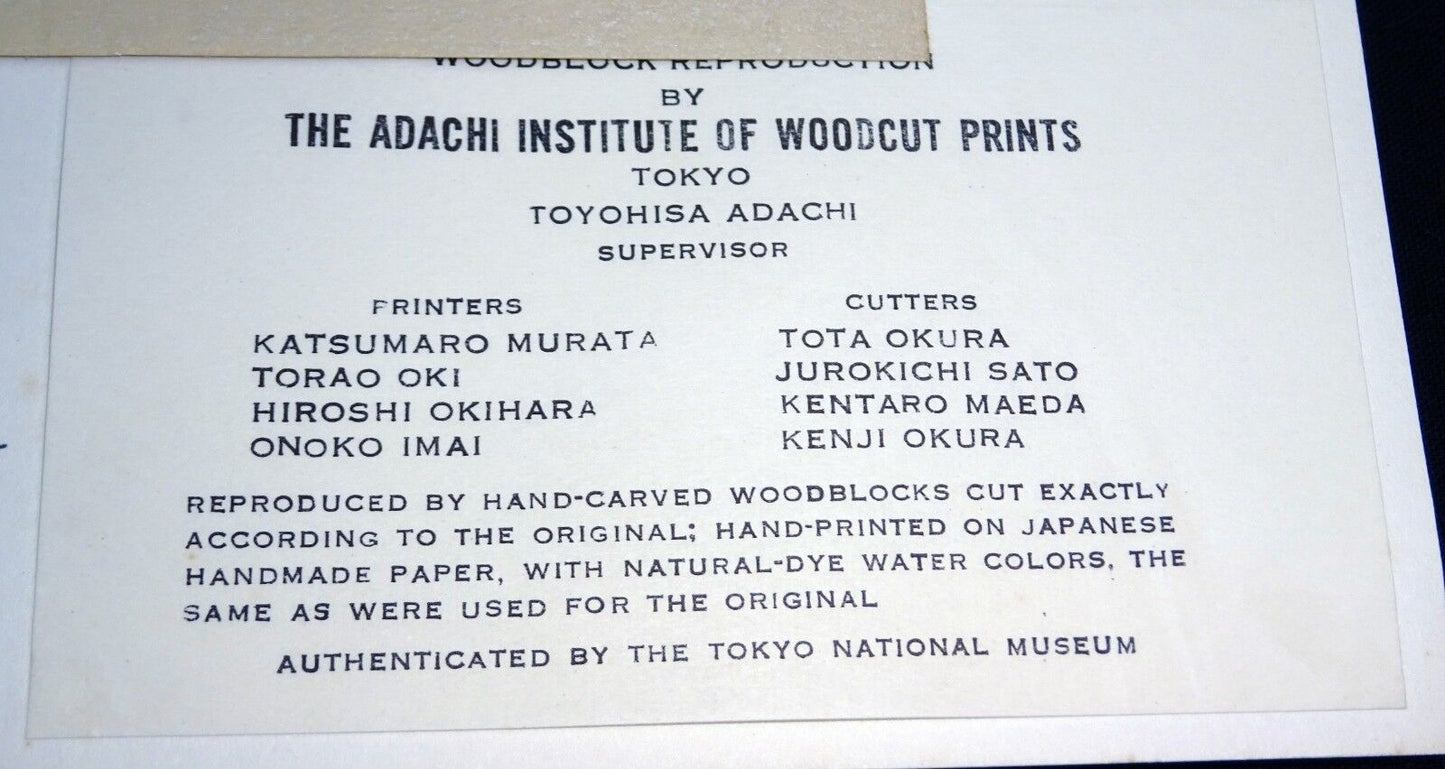 WOODBLOCK REPRODUCTION
BY
THE ADACHI INSTITUTE OF WOODCUT PRINTS
TOKYO
TOYOHISA ADACHI
SUPERVISOR
PRINTERS
KATSUMARO MURATA
TORAO OKI
HIROSHI OKIHARA
ONOKO IMAI
CUTTERS
TOTA OKURA
JUROKICHI SATO
KENTARO MAEDA
KENJI OKURA
REPRODUCED BY HAND-CARVED WOODBLOCKS CUT EXACTLY
ACCORDING TO THE ORIGINAL; HAND-PRINTED ON JAPANESE
HANDMADE PAPER, WITH NATURAL-DYE WATER COLORS, THE
SAME AS WERE USED FOR THE ORIGINAL
AUTHENTICATED BY THE TOKYO NATIONAL MUSEUM